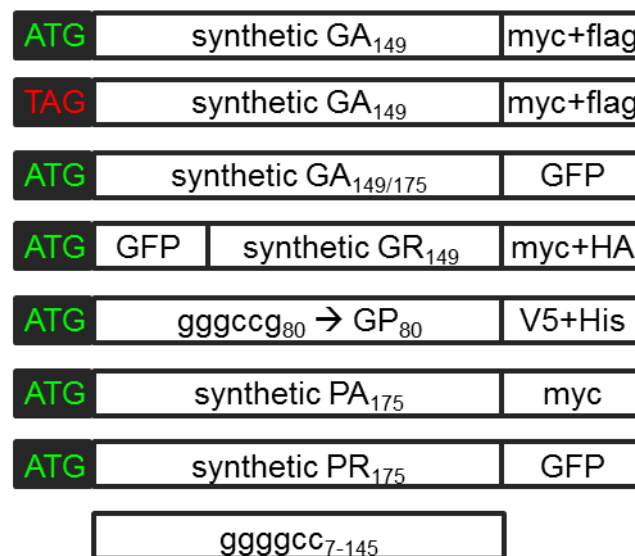 ATG synthetic GA149 myc+flag
TAG synthetic GA149 myc+flag
ATG synthetic GA149/175 GFP
ATG GFP synthetic GR149 myc+HA
ATG gggccg80 → GP80 V5+His
ATG synthetic PA175 myc
ATG synthetic PR175 GFP
ggggcc7-145